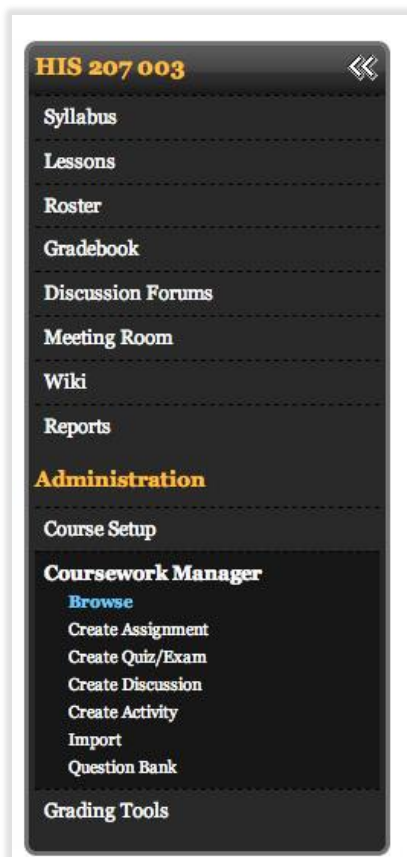 HIS 207 003
Syllabus
Lessons
Roster
Gradebook
Discussion Forums
Meeting Room
Wiki
Reports
Administration
Course Setup
Coursework Manager
Browse
Create Assignment
Create Quiz/Exam
Create Discussion
Create Activity
Import
Question Bank
Grading Tools